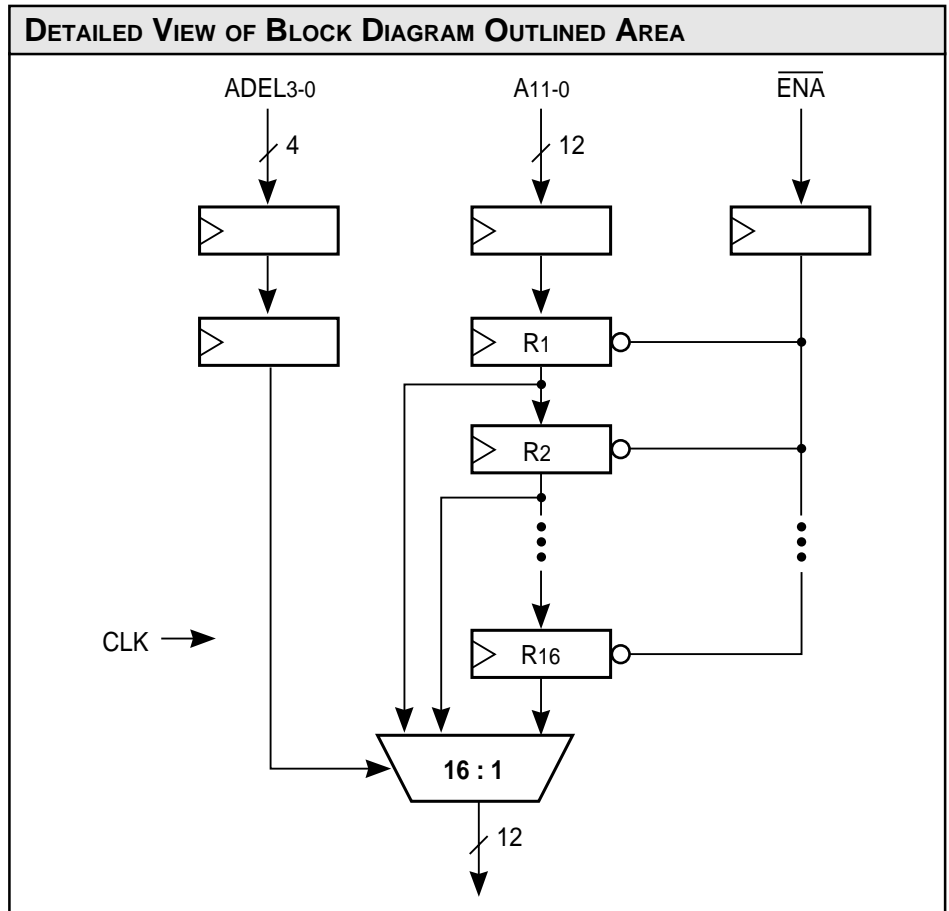 DETAILED VIEW OF BLOCK DIAGRAM OUTLINED AREA
ADEL3-0
A11-0
ENA
4
12
R1
R2
CLK
R16
16 : 1
12